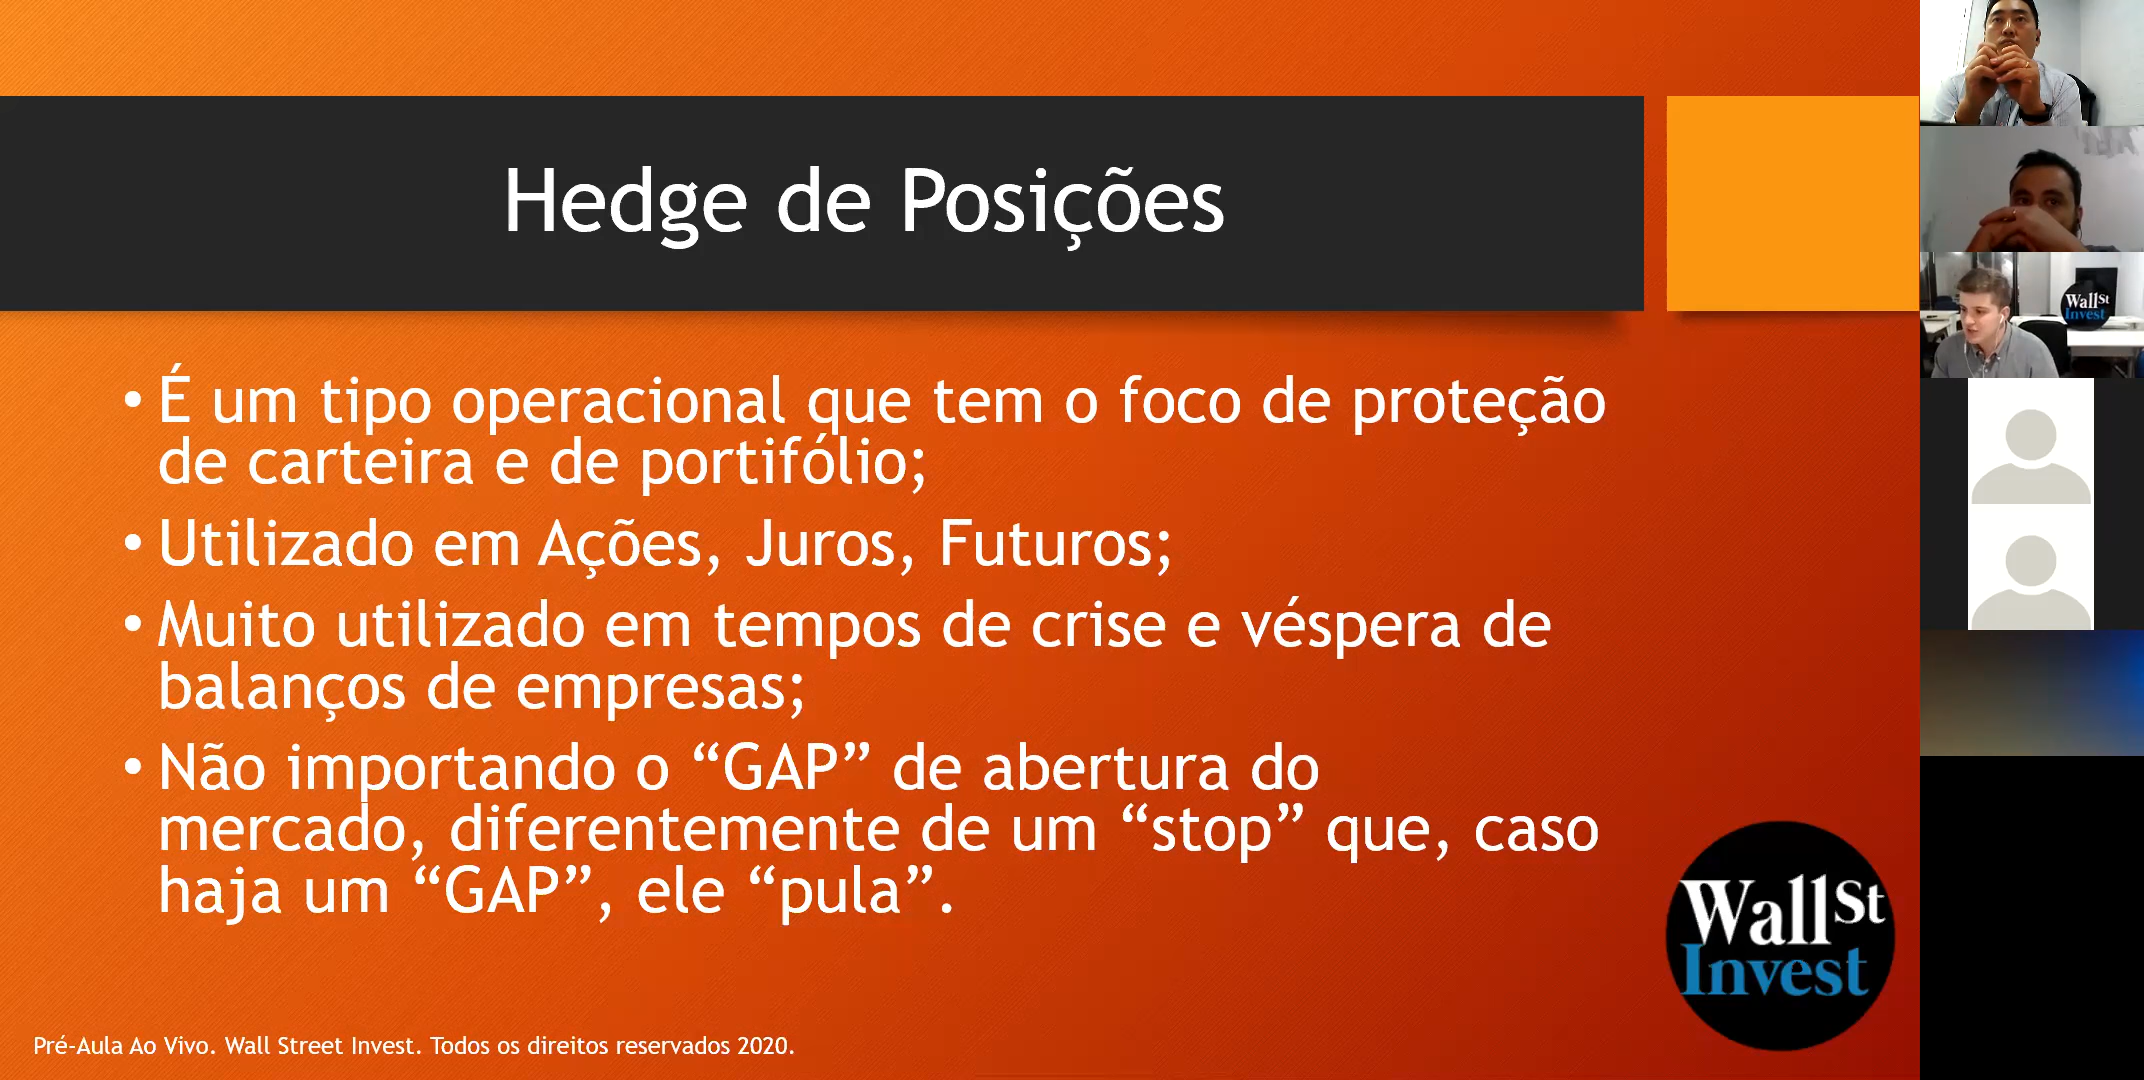 Hedge de Posições
• É um tipo operacional que tem o foco de proteção
de carteira e de portifólio;
• Utilizado em Ações, Juros, Futuros;
• Muito utilizado em tempos de crise e véspera de
balanços de empresas;
• Não importando o “GAP” de abertura do
mercado, diferentemente de um “stop” que, caso
haja um “GAP”, ele “pula”.
WallSt
Invest
Pré-Aula Ao Vivo. Wall Street Invest. Todos os direitos reservados 2020.
WallSt
Invest